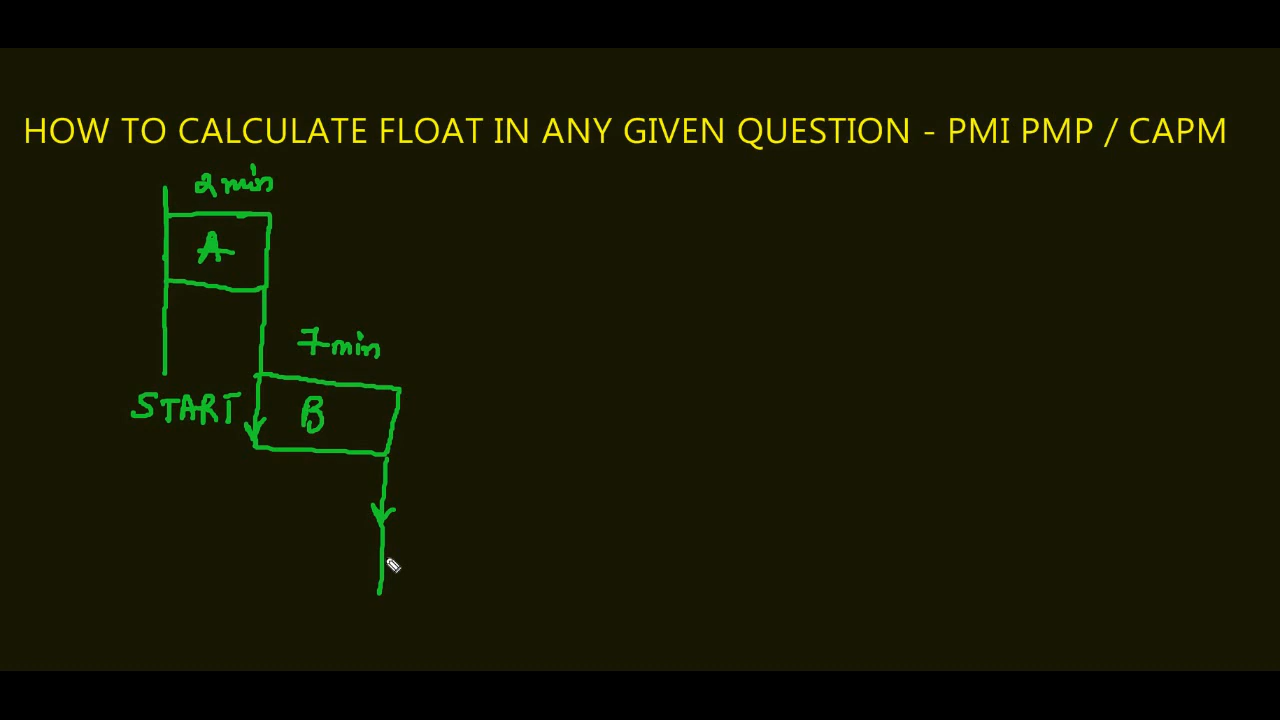 HOW TO CALCULATE FLOAT IN ANY GIVEN QUESTION - PMI PMP / CAPM
2 min
A
7 min
START
B